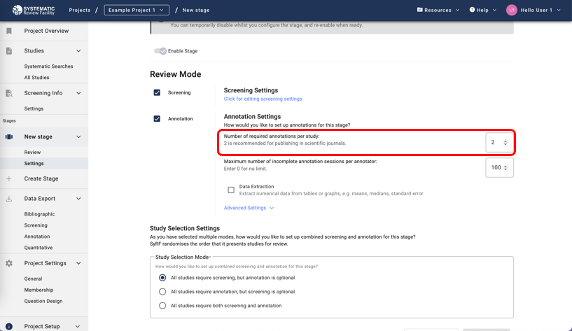 SYSTEMATIC
Review Facility
Projects / Example Project 1 / New stage
Resources Help U1 Hello User 1
You can temporarily disable whilst you configure the stage, and re-enable when ready.
Enable Stage
Project Overview
Studies
Systematic Searches
All Studies
Screening Info
Settings
Stages
New stage
Review
Settings
Create Stage
Data Export
Bibliographic
Screening
Annotation
Quantitative
Project Settings
General
Membership
Question Design
Project Setup
Review Mode
Screening
Annotation
Screening Settings
Click for editing screening settings
Annotation Settings
How would you like to set up annotations for this stage?
Number of required annotations per study:
2 is recommended for publishing in scientific journals.
2
Maximum number of incomplete annotation sessions per annotator:
Enter 0 for no limit.
100
Data Extraction
Extract numerical data from tables or graphs, e.g. means, medians, standard error
Advanced Settings
Study Selection Settings
As you have selected multiple modes, how would you like to set up combined screening and annotation for this stage?
SyRF randomises the order that it presents studies for review.
Study Selection Mode
How would you like to set up combined screening and annotation for this stage?
All studies require screening, but annotation is optional
All studies require annotation, but screening is optional
All studies require both screening and annotation